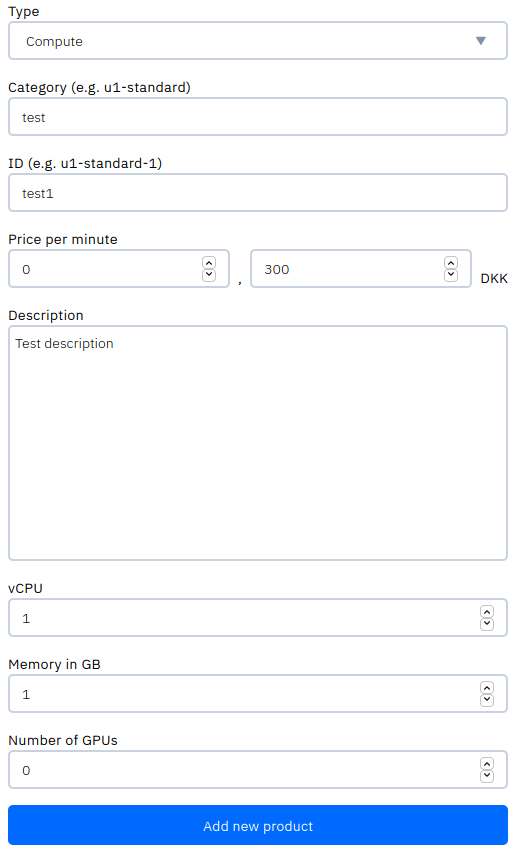 Type
Compute
Category (e.g. u1-standard)
test
ID (e.g. u1-standard-1)
test1
Price per minute
0 , 300 DKK
Description
Test description
vCPU
1
Memory in GB
1
Number of GPUs
0
Add new product